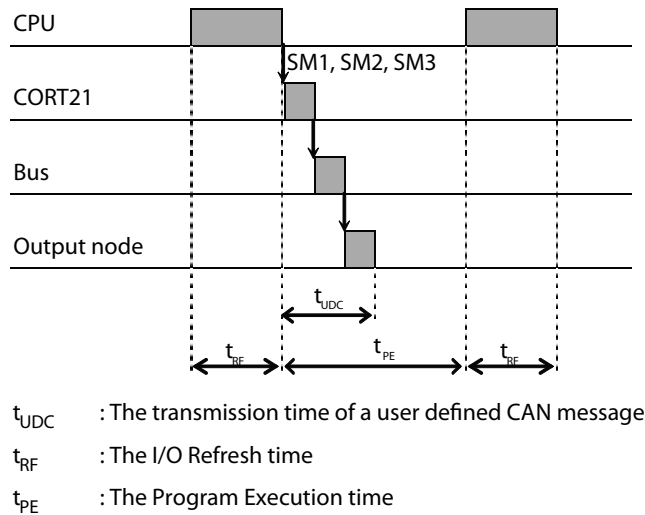 CPU
SM1, SM2, SM3
CORT21
Bus
Output node
tUDC
tRF
tPE
tRF
tUDC : The transmission time of a user defined CAN message
tRF : The I/O Refresh time
tPE : The Program Execution time